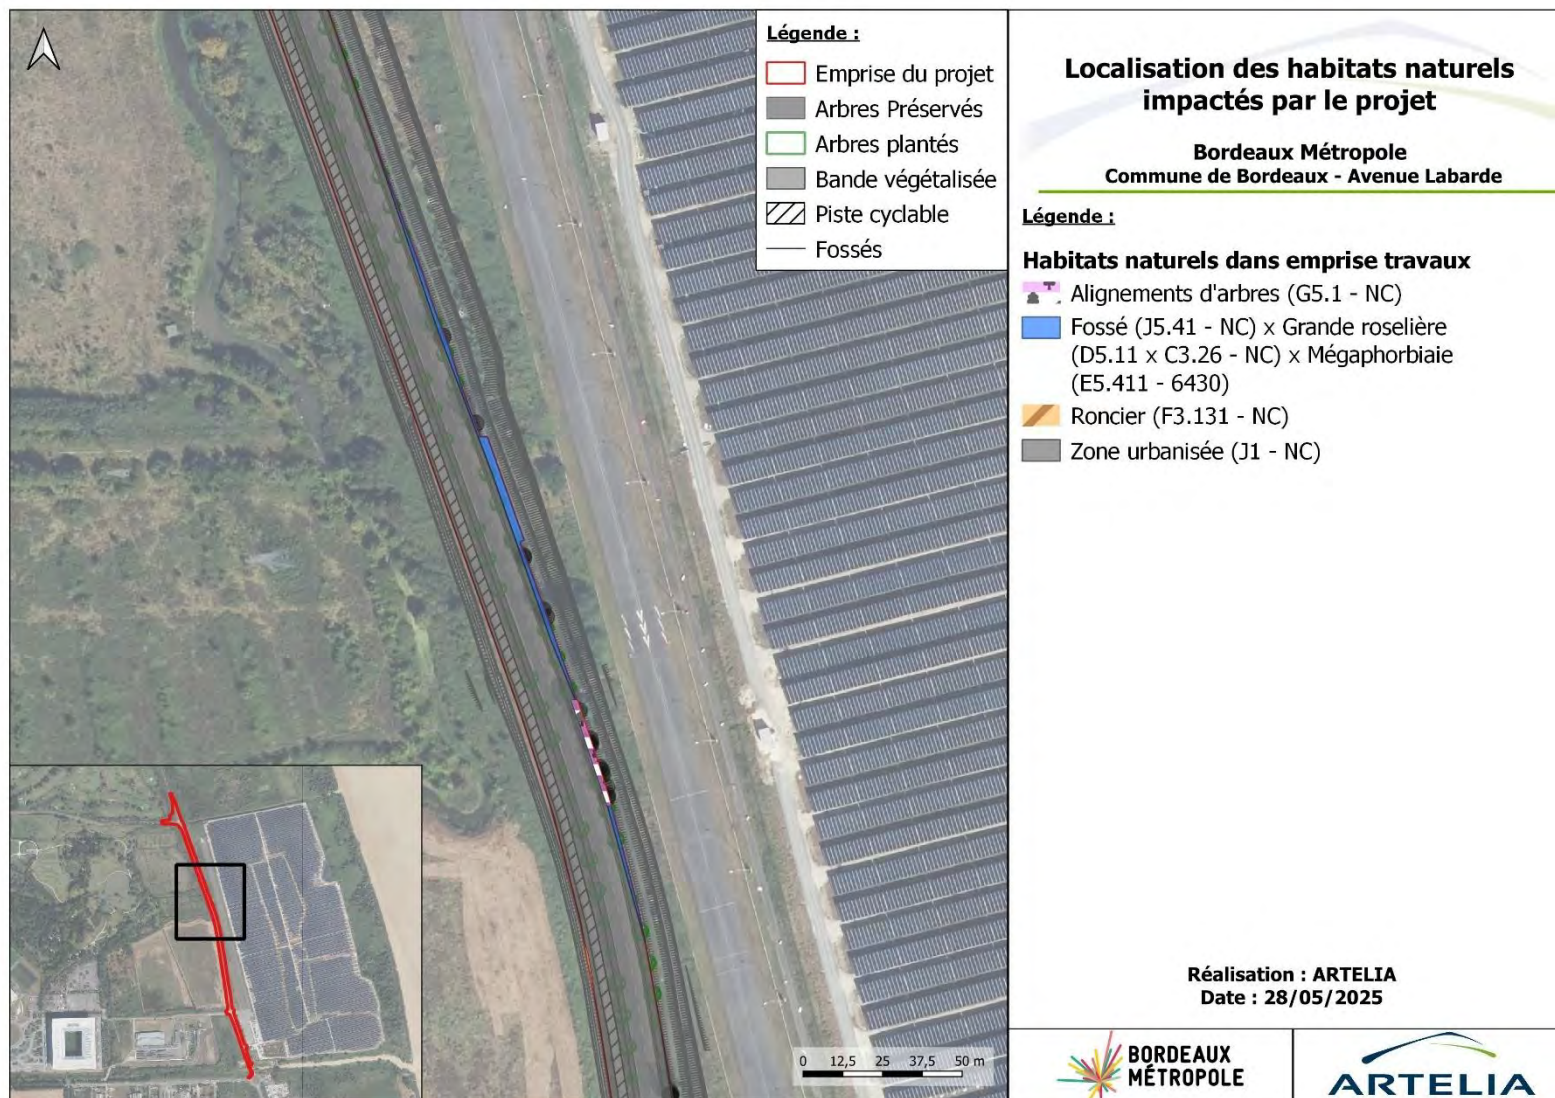 Légende :
Emprise du projet
Arbres Préservés
Arbres plantés
Bande végétalisée
Piste cyclable
Fossés
0 12,5 25 37,5 50 m
Localisation des habitats naturels
impactés par le projet
Bordeaux Métropole
Commune de Bordeaux - Avenue Labarde
Légende :
Habitats naturels dans emprise travaux
Alignements d'arbres (G5.1 - NC)
Fossé (J5.41 - NC) x Grande roselière
(D5.11 x C3.26 - NC) x Mégaphorbiaie
(E5.411 - 6430)
Roncier (F3.131 - NC)
Zone urbanisée (J1 - NC)
Réalisation : ARTELIA
Date : 28/05/2025
BORDEAUX
MÉTROPOLE
ARTELIA